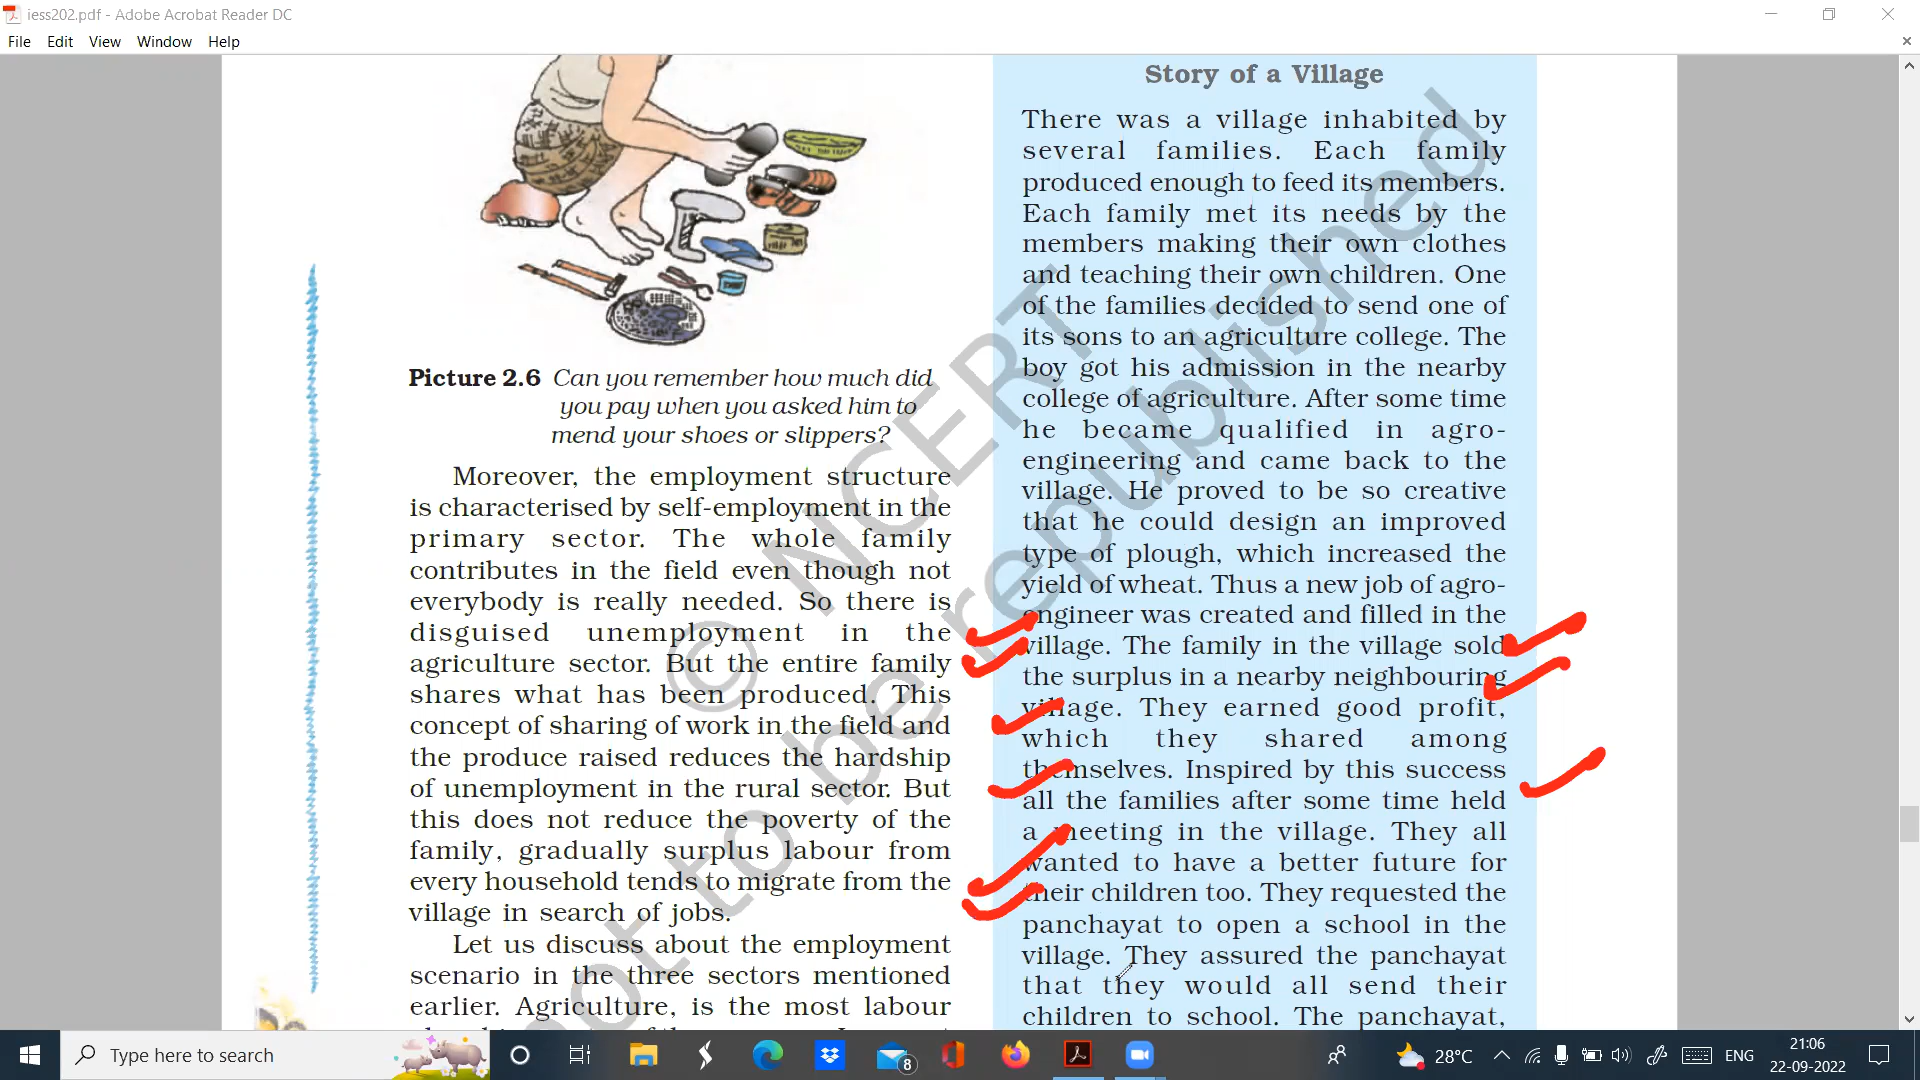 iess202.pdf - Adobe Acrobat Reader DC
File Edit View Window Help
Picture 2.6 Can you remember how much did
you pay when you asked him to
mend your shoes or slippers?
Moreover, the employment structure
is characterised by self-employment in the
primary sector. The whole family
contributes in the field even though not
everybody is really needed. So there is
disguised unemployment in the
agriculture sector. But the entire family
shares what has been produced. This
concept of sharing of work in the field and
the produce raised reduces the hardship
of unemployment in the rural sector. But
this does not reduce the poverty of the
family, gradually surplus labour from
every household tends to migrate from the
village in search of jobs.
Let us discuss about the employment
scenario in the three sectors mentioned
earlier. Agriculture, is the most labour
Story of a Village
There was a village inhabited by
several families. Each family
produced enough to feed its members.
Each family met its needs by the
members making their own clothes
and teaching their own children. One
of the families decided to send one of
its sons to an agriculture college. The
boy got his admission in the nearby
college of agriculture. After some time
he became qualified in agro-
engineering and came back to the
village. He proved to be so creative
that he could design an improved
type of plough, which increased the
yield of wheat. Thus a new job of agro-
engineer was created and filled in the
village. The family in the village sold
the surplus in a nearby neighbouring
village. They earned good profit,
which they shared among
themselves. Inspired by this success
all the families after some time held
a meeting in the village. They all
wanted to have a better future for
their children too. They requested the
panchayat to open a school in the
village. They assured the panchayat
that they would all send their
children to school. The panchayat,
© NCERT
not to be republished
Type here to search
8
28°C
ENG
21:06
22-09-2022